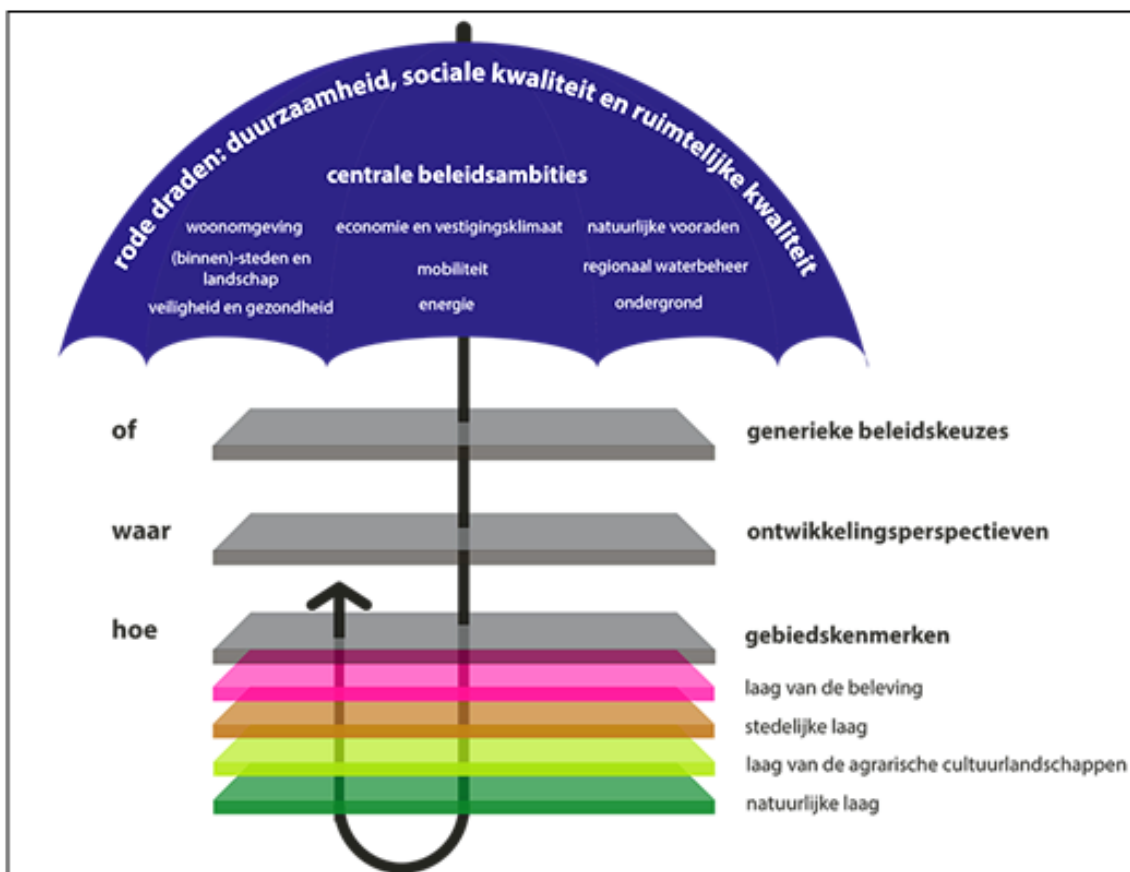 rode draden: duurzaamheid, sociale kwaliteit en ruimtelijke kwaliteit
centrale beleidsambities
woonomgeving
(binnen)-steden en
landschap
veiligheid en gezondheid
economie en vestigingsklimaat
mobiliteit
energie
natuurlijke vooraden
regionaal waterbeheer
ondergrond
of
generieke beleidskeuzes
waar
ontwikkelingsperspectieven
hoe
gebiedskenmerken
laag van de beleving
stedelijke laag
laag van de agrarische cultuurlandschappen
natuurlijke laag